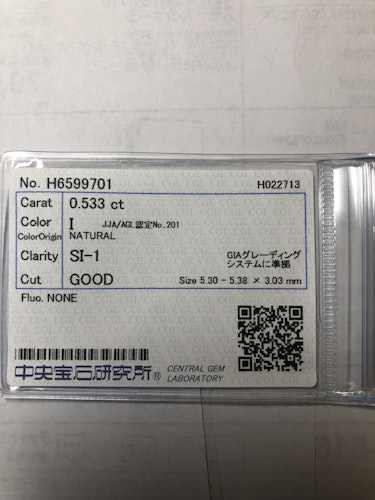 No. H6599701 H022713
Carat 0.533 ct
Color I JJA/AGL認定No.201
ColorOrigin NATURAL
Clarity SI-1 GIAグレーディング
システムに準拠
Cut GOOD Size 5.30 - 5.38 × 3.03 mm
Fluo. NONE
中央宝石研究所® CENTRAL GEM
LABORATORY